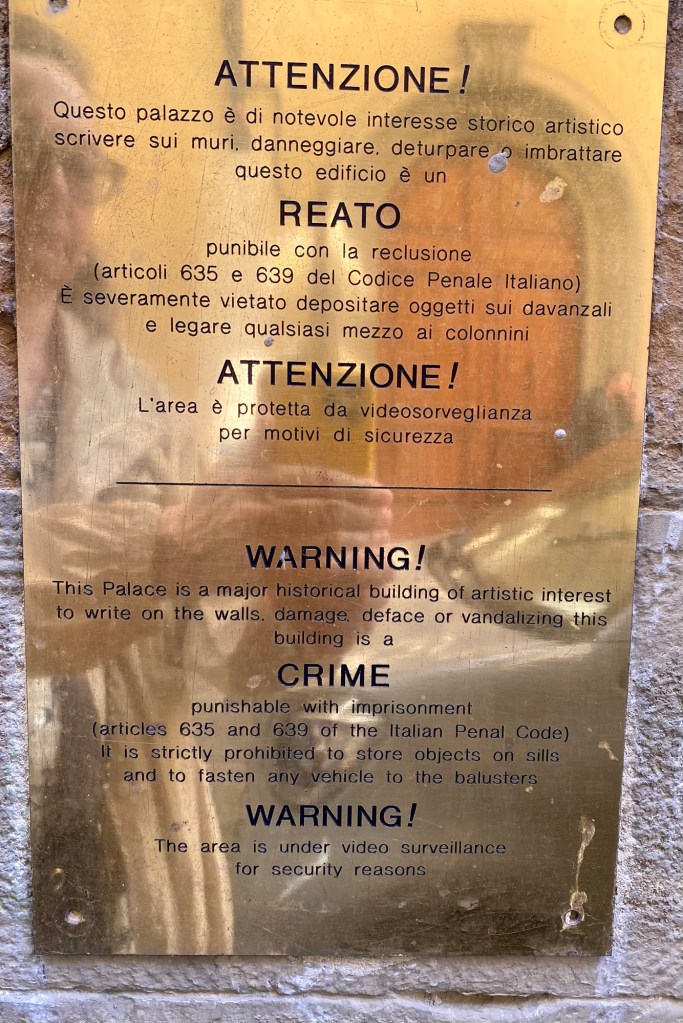 ATTENZIONE!
Questo palazzo è di notevole interesse storico artistico
scrivere sui muri, danneggiare, deturpare o imbrattare
questo edificio è un
REATO
punibile con la reclusione
(articoli 635 e 639 del Codice Penale Italiano)
È severamente vietato depositare oggetti sui davanzali
e legare qualsiasi mezzo ai colonnini
ATTENZIONE!
L'area è protetta da videosorveglianza
per motivi di sicurezza
WARNING!
This Palace is a major historical building of artistic interest
to write on the walls, damage, deface or vandalizing this
building is a
CRIME
punishable with imprisonment
(articles 635 and 639 of the Italian Penal Code)
It is strictly prohibited to store objects on sills
and to fasten any vehicle to the balusters
WARNING!
The area is under video surveillance
for security reasons